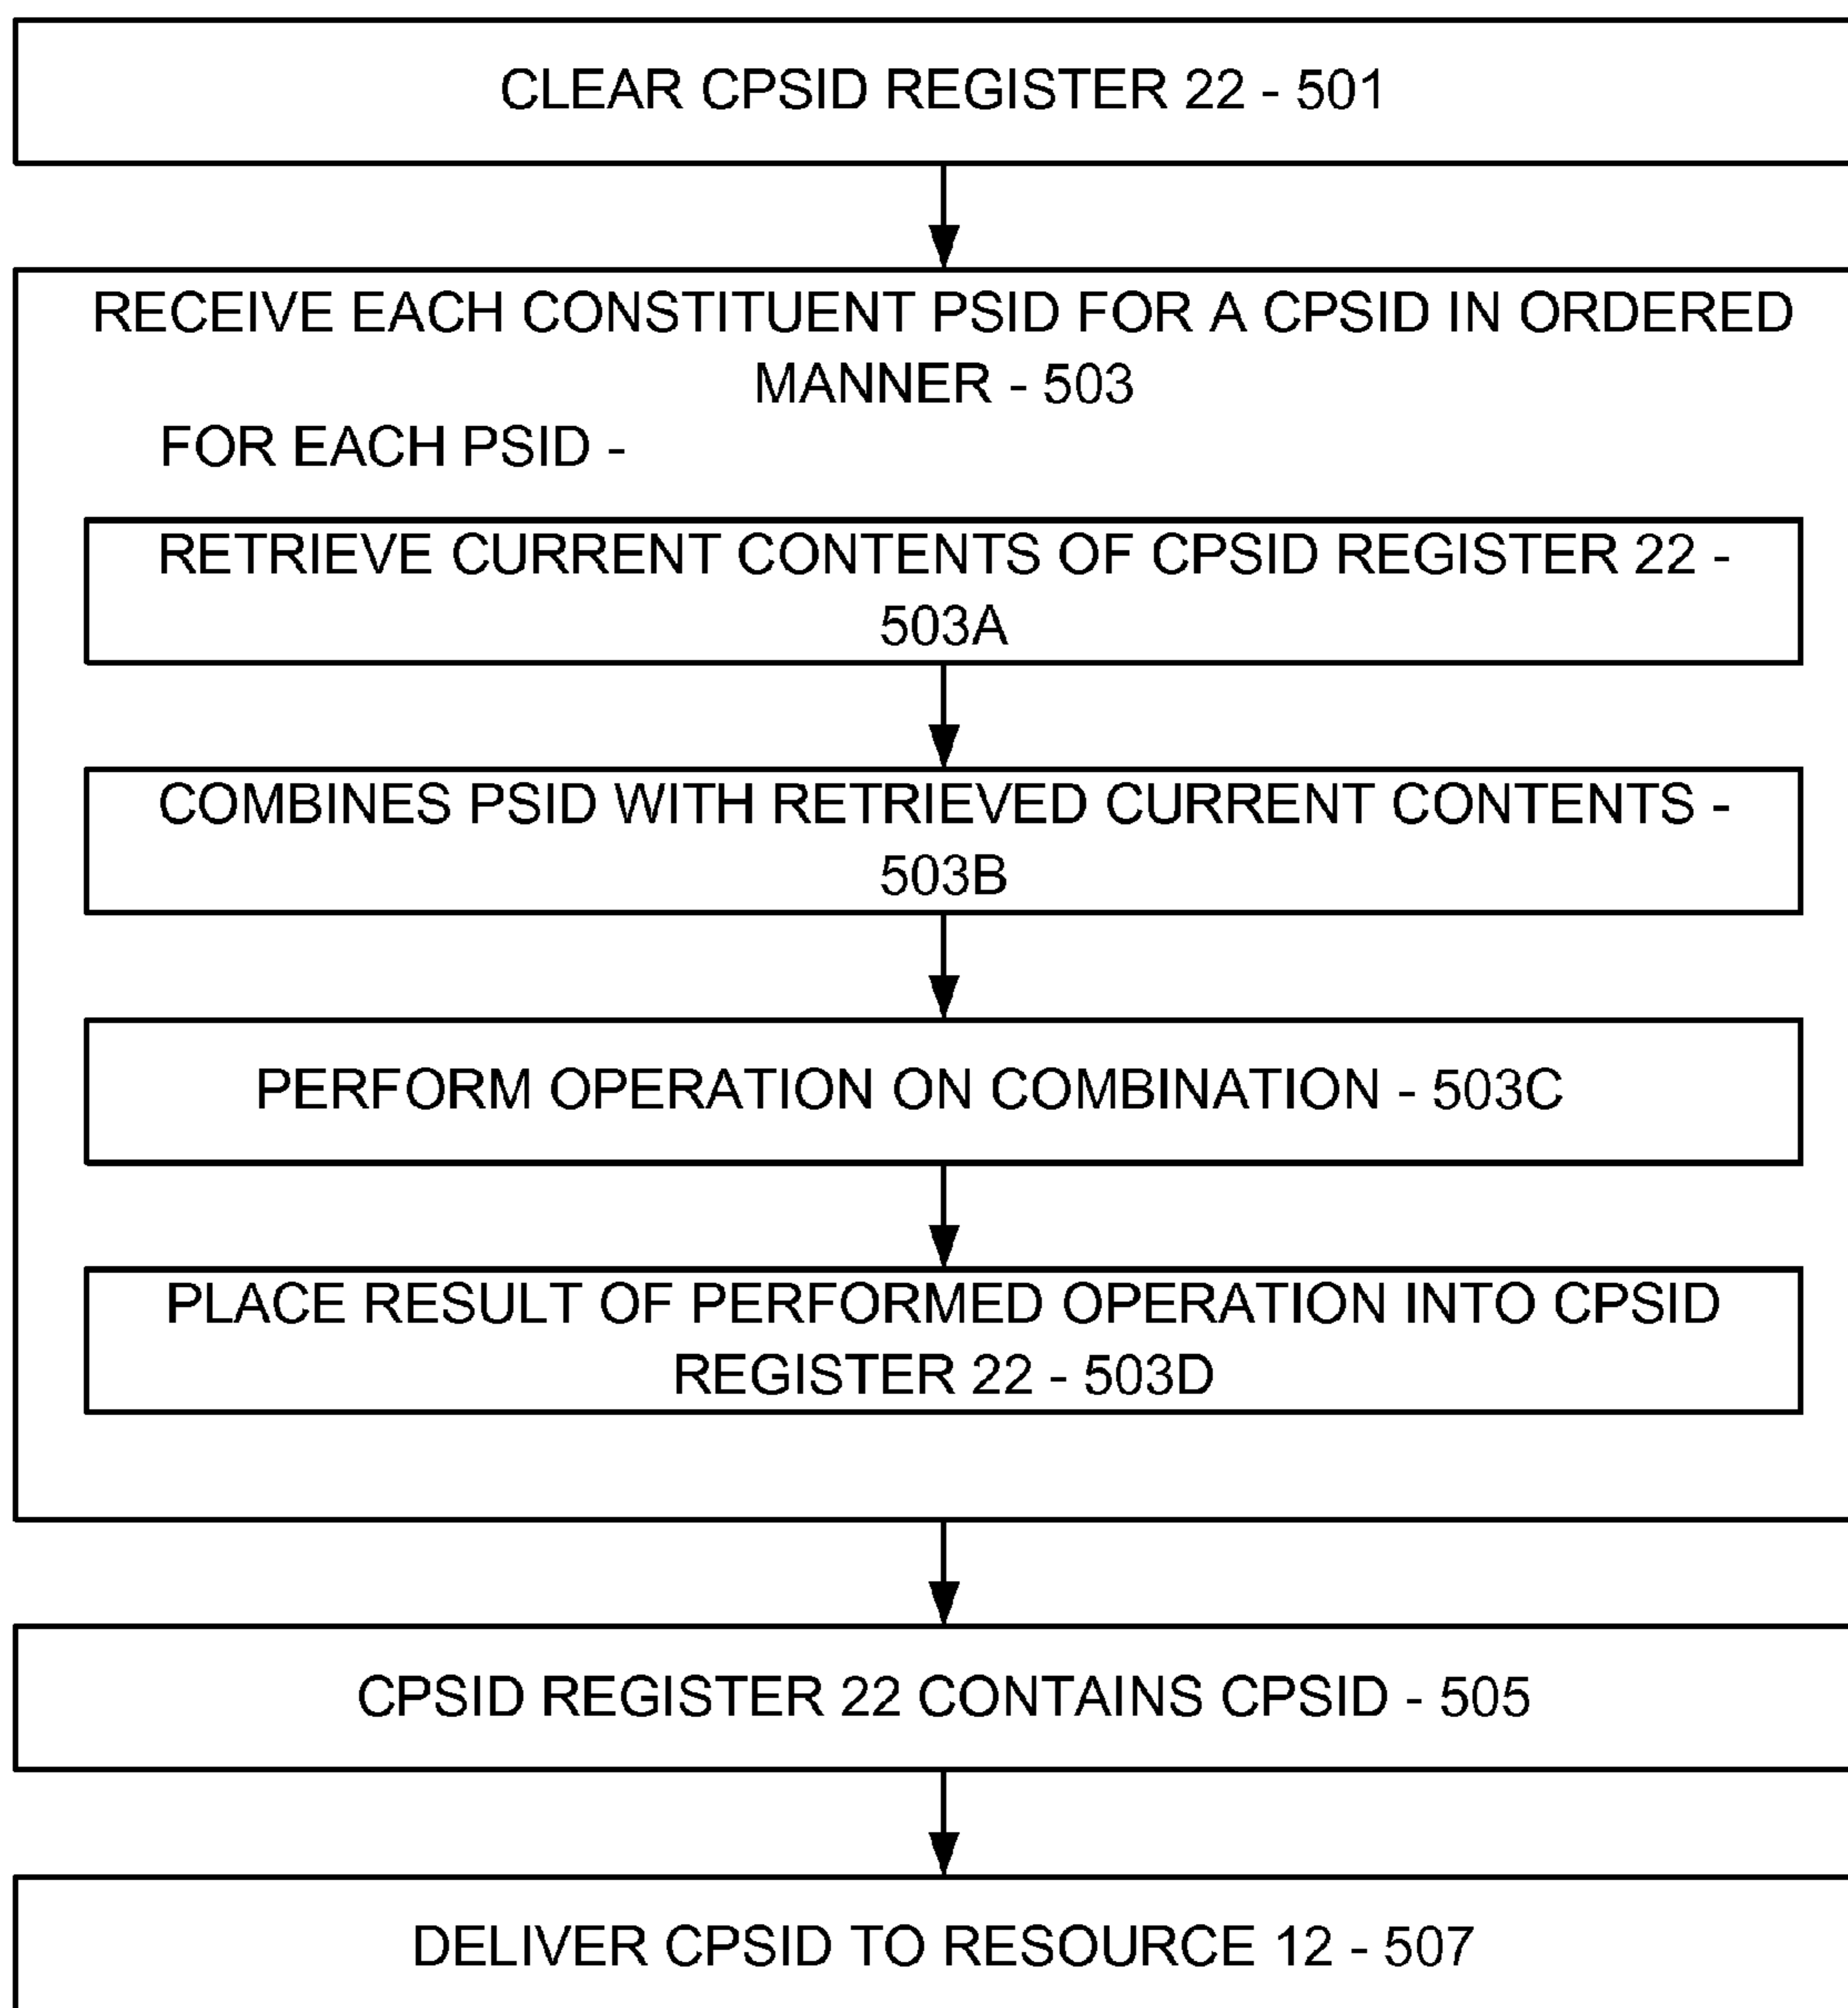 CLEAR CPSID REGISTER 22 - 501
RECEIVE EACH CONSTITUENT PSID FOR A CPSID IN ORDERED
MANNER - 503
FOR EACH PSID -
RETRIEVE CURRENT CONTENTS OF CPSID REGISTER 22 -
503A
COMBINES PSID WITH RETRIEVED CURRENT CONTENTS -
503B
PERFORM OPERATION ON COMBINATION - 503C
PLACE RESULT OF PERFORMED OPERATION INTO CPSID
REGISTER 22 - 503D
CPSID REGISTER 22 CONTAINS CPSID - 505
DELIVER CPSID TO RESOURCE 12 - 507